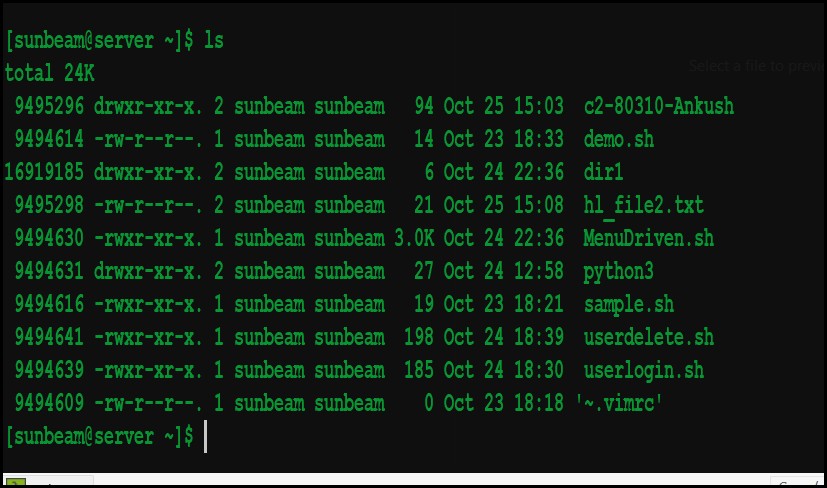 [sunbeam@server ~]$ ls
total 24K
 9495296 drwxr-xr-x. 2 sunbeam sunbeam   94 Oct 25 15:03  c2-80310-Ankush
 9494614 -rw-r--r--. 1 sunbeam sunbeam   14 Oct 23 18:33  demo.sh
16919185 drwxr-xr-x. 2 sunbeam sunbeam    6 Oct 24 22:36  dir1
 9495298 -rw-r--r--. 2 sunbeam sunbeam   21 Oct 25 15:08  hl_file2.txt
 9494630 -rwxr-xr-x. 1 sunbeam sunbeam 3.0K Oct 24 22:36  MenuDriven.sh
 9494631 drwxr-xr-x. 2 sunbeam sunbeam   27 Oct 24 12:58  python3
 9494616 -rwxr-xr-x. 1 sunbeam sunbeam   19 Oct 23 18:21  sample.sh
 9494641 -rwxr-xr-x. 1 sunbeam sunbeam  198 Oct 24 18:39  userdelete.sh
 9494639 -rwxr-xr-x. 1 sunbeam sunbeam  185 Oct 24 18:30  userlogin.sh
 9494609 -rw-r--r--. 1 sunbeam sunbeam    0 Oct 23 18:18 '~.vimrc'
[sunbeam@server ~]$
Select a file to